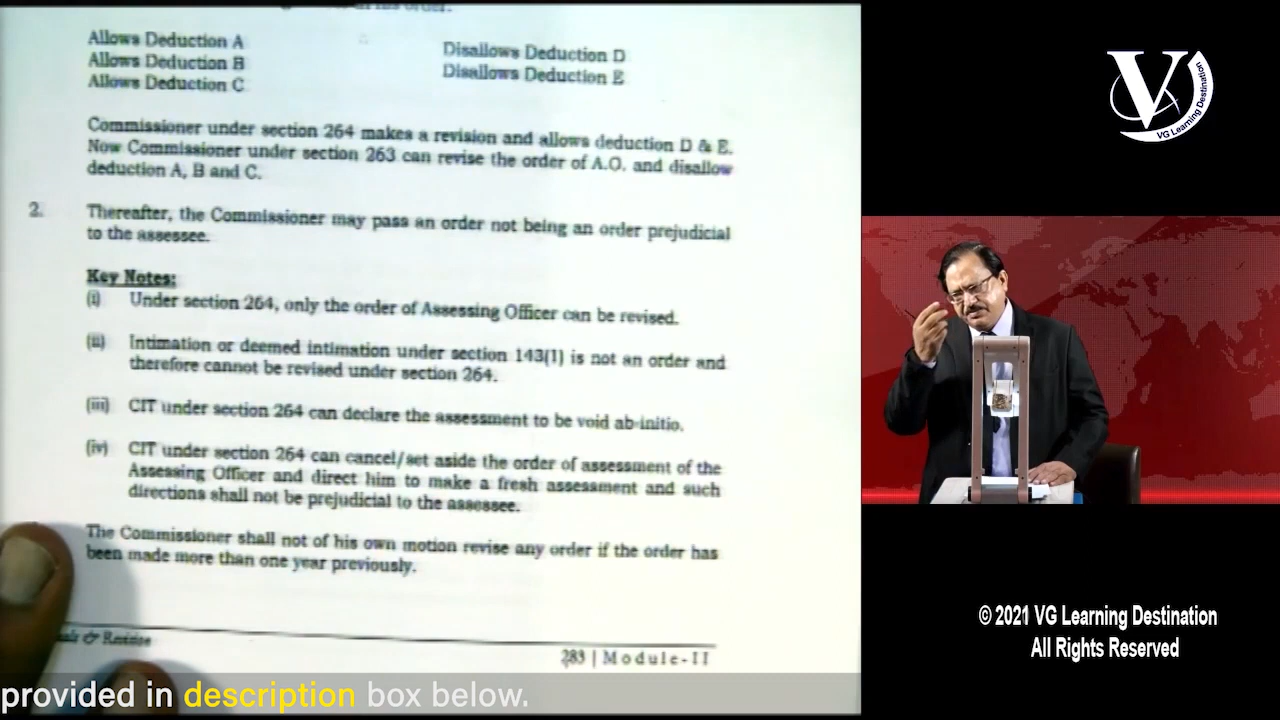 his order.
Allows Deduction A
Allows Deduction B
Allows Deduction C
Disallows Deduction D
Disallows Deduction E
Commissioner under section 264 makes a revision and allows deduction D & E.
Now Commissioner under section 263 can revise the order of A.O. and disallow
deduction A, B and C.
2. Thereafter, the Commissioner may pass an order not being an order prejudicial
to the assessee.
Key Notes:
(i) Under section 264, only the order of Assessing Officer can be revised.
(ii) Intimation or deemed intimation under section 143(1) is not an order and
therefore cannot be revised under section 264.
(iii) CIT under section 264 can declare the assessment to be void ab-initio.
(iv) CIT under section 264 can cancel/set aside the order of assessment of the
Assessing Officer and direct him to make a fresh assessment and such
directions shall not be prejudicial to the assessee.
The Commissioner shall not of his own motion revise any order if the order has
been made more than one year previously.
& Revision
283 | Module-II
provided in description box below.
V
VG Learning Destination
© 2021 VG Learning Destination
All Rights Reserved